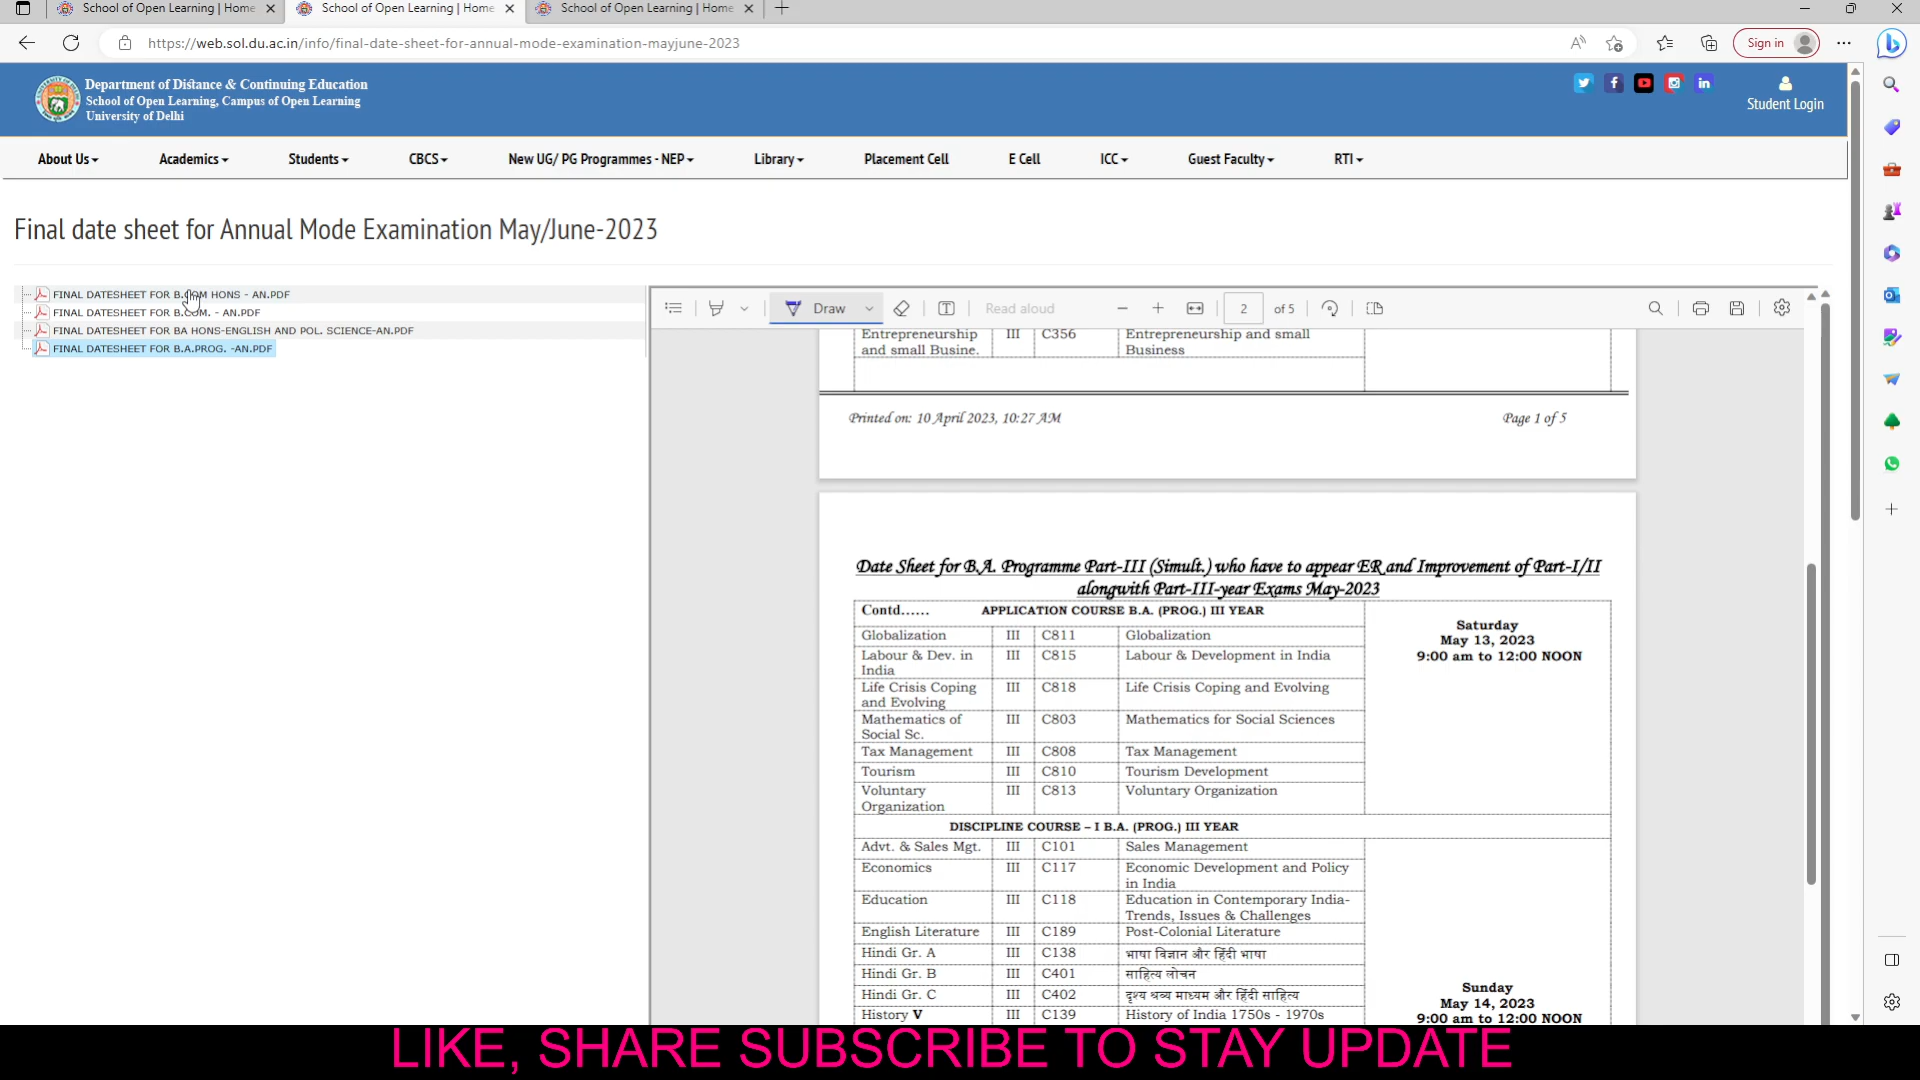 School of Open Learning | Home
School of Open Learning | Home
School of Open Learning | Home
https://web.sol.du.ac.in/info/final-date-sheet-for-annual-mode-examination-mayjune-2023
Sign in
Department of Distance & Continuing Education
School of Open Learning, Campus of Open Learning
University of Delhi
Student Login
About Us
Academics
Students
CBCS
New UG/ PG Programmes - NEP
Library
Placement Cell
E Cell
ICC
Guest Faculty
RTI
Final date sheet for Annual Mode Examination May/June-2023
FINAL DATESHEET FOR B.COM HONS - AN.PDF
FINAL DATESHEET FOR B.COM. - AN.PDF
FINAL DATESHEET FOR BA HONS-ENGLISH AND POL. SCIENCE-AN.PDF
FINAL DATESHEET FOR B.A.PROG. -AN.PDF
Draw
Read aloud
2 of 5
Entrepreneurship and small Busine. III C356 Entrepreneurship and small Business
Printed on: 10 April 2023, 10:27 AM
Page 1 of 5
Date Sheet for B.A. Programme Part-III (Simult.) who have to appear ER and Improvement of Part-I/II
alongwith Part-III-year Exams May-2023
Contd...... APPLICATION COURSE B.A. (PROG.) III YEAR
Saturday
May 13, 2023
9:00 am to 12:00 NOON
Globalization III C811 Globalization
Labour & Dev. in India III C815 Labour & Development in India
Life Crisis Coping and Evolving III C818 Life Crisis Coping and Evolving
Mathematics of Social Sc. III C803 Mathematics for Social Sciences
Tax Management III C808 Tax Management
Tourism III C810 Tourism Development
Voluntary Organization III C813 Voluntary Organization
DISCIPLINE COURSE – I B.A. (PROG.) III YEAR
Advt. & Sales Mgt. III C101 Sales Management
Economics III C117 Economic Development and Policy in India
Education III C118 Education in Contemporary India- Trends, Issues & Challenges
English Literature III C189 Post-Colonial Literature
Hindi Gr. A III C138 भाषा विज्ञान और हिंदी भाषा
Hindi Gr. B III C401 साहित्य लोचन
Hindi Gr. C III C402 दृश्य श्रव्य माध्यम और हिंदी साहित्य
History V III C139 History of India 1750s - 1970s
Sunday
May 14, 2023
9:00 am to 12:00 NOON
LIKE, SHARE SUBSCRIBE TO STAY UPDATE